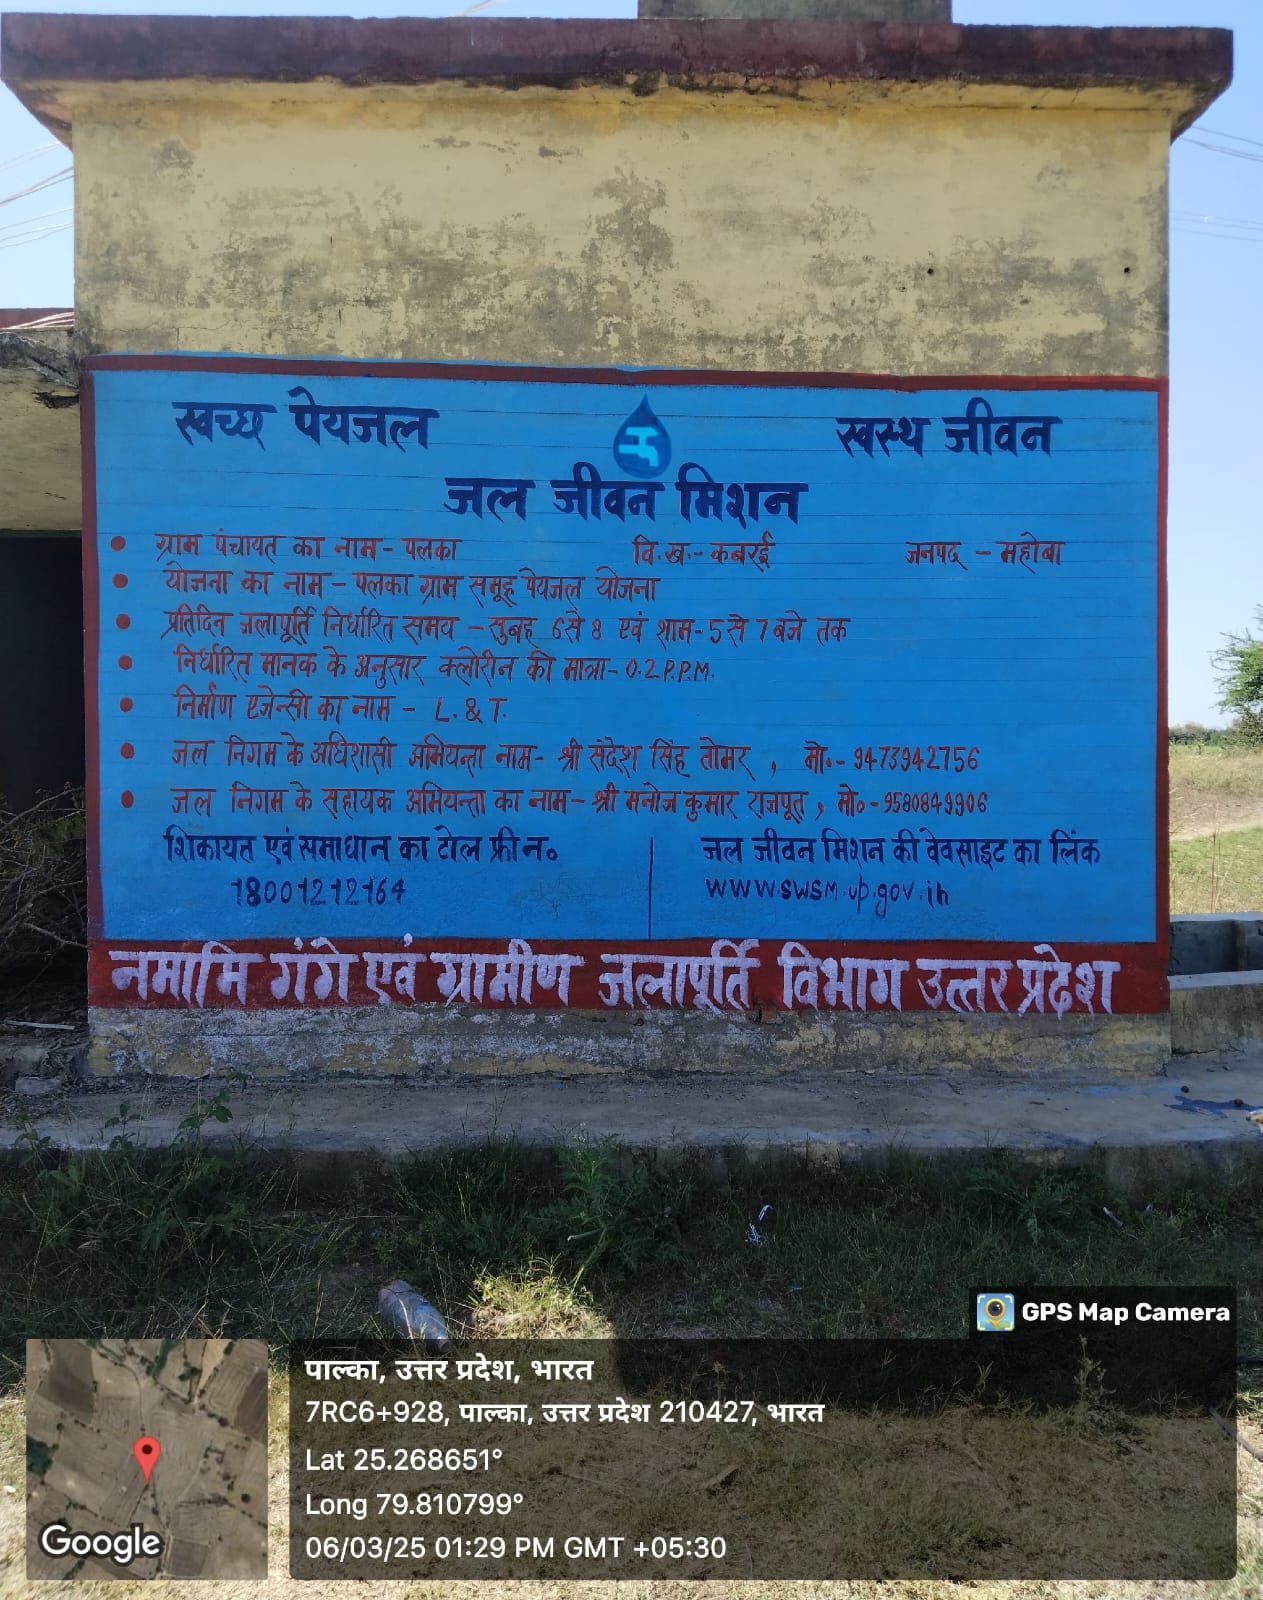 स्वच्छ पेयजल
स्वस्थ जीवन
जल जीवन मिशन
ग्राम पंचायत का नाम - पलका वि.ख.- कबरई जनपद - महोबा
योजना का नाम - पलका ग्राम समूह पेयजल योजना
प्रतिदिन जलापूर्ति निर्धारित समय - सुबह 6 से 8 एवं शाम - 5 से 7 बजे तक
निर्धारित मानक के अनुसार क्लोरीन की मात्रा - 0.2 P.P.M.
निर्माण एजेन्सी का नाम - L. & T.
जल निगम के अधिशासी अभियन्ता नाम - श्री संदेश सिंह तोमर , मो॰- 9473942756
जल निगम के सहायक अभियन्ता का नाम - श्री मनोज कुमार राजपूत , मो॰- 9580849906
शिकायत एवं समाधान का टोल फ्री न॰
18001212164
जल जीवन मिशन की वेवसाइट का लिंक
www.swsm.up.gov.in
नमामि गंगे एवं ग्रामीण जलापूर्ति विभाग उत्तर प्रदेश
GPS Map Camera
पाल्का, उत्तर प्रदेश, भारत
7RC6+928, पाल्का, उत्तर प्रदेश 210427, भारत
Lat 25.268651°
Long 79.810799°
06/03/25 01:29 PM GMT +05:30
Google